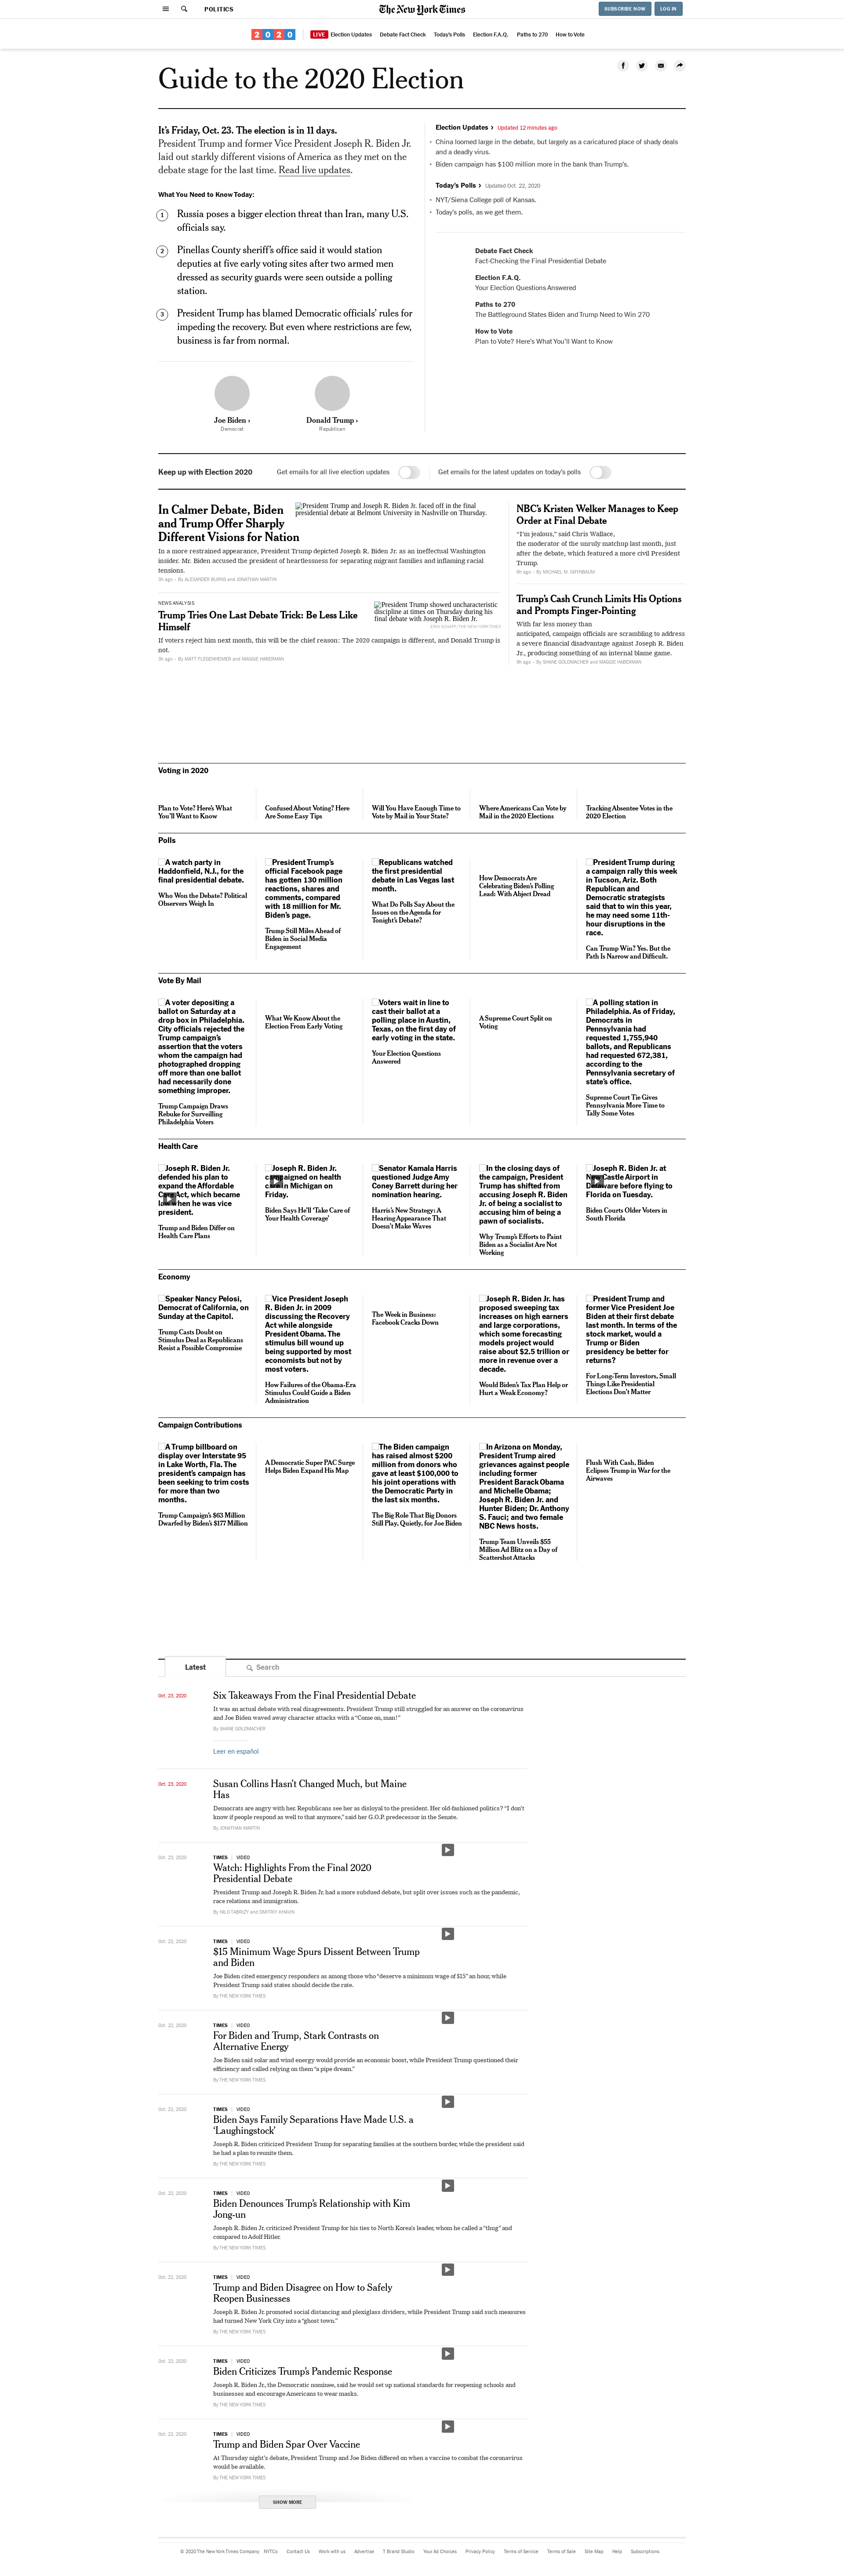 POLITICS
The New York Times
SUBSCRIBE NOW
LOG IN
2020
LIVE Election Updates
Debate Fact Check
Today's Polls
Election F.A.Q.
Paths to 270
How to Vote
Guide to the 2020 Election
It's Friday, Oct. 23. The election is in 11 days.
President Trump and former Vice President Joseph R. Biden Jr.
laid out starkly different visions of America as they met on the
debate stage for the last time. Read live updates.
What You Need to Know Today:
1 Russia poses a bigger election threat than Iran, many U.S.
officials say.
2 Pinellas County sheriff's office said it would station
deputies at five early voting sites after two armed men
dressed as security guards were seen outside a polling
station.
3 President Trump has blamed Democratic officials' rules for
impeding the recovery. But even where restrictions are few,
business is far from normal.
Joe Biden ›
Democrat
Donald Trump ›
Republican
Election Updates › Updated 12 minutes ago
• China loomed large in the debate, but largely as a caricatured place of shady deals
and a deadly virus.
• Biden campaign has $100 million more in the bank than Trump's.
Today's Polls › Updated Oct. 22, 2020
• NYT/Siena College poll of Kansas.
• Today's polls, as we get them.
Debate Fact Check
Fact-Checking the Final Presidential Debate
Election F.A.Q.
Your Election Questions Answered
Paths to 270
The Battleground States Biden and Trump Need to Win 270
How to Vote
Plan to Vote? Here's What You'll Want to Know
Keep up with Election 2020
Get emails for all live election updates
Get emails for the latest updates on today's polls
In Calmer Debate, Biden
and Trump Offer Sharply
Different Visions for Nation
President Trump and Joseph R. Biden Jr. faced off in the final
presidential debate at Belmont University in Nashville on Thursday.
In a more restrained appearance, President Trump depicted Joseph R. Biden Jr. as an ineffectual Washington
insider. Mr. Biden accused the president of heartlessness for separating migrant families and inflaming racial
tensions.
3h ago - By ALEXANDER BURNS and JONATHAN MARTIN
NEWS ANALYSIS
Trump Tries One Last Debate Trick: Be Less Like
Himself
President Trump showed uncharacteristic
discipline at times on Thursday during his
final debate with Joseph R. Biden Jr.
ERIN SCHAFF/THE NEW YORK TIMES
If voters reject him next month, this will be the chief reason: The 2020 campaign is different, and Donald Trump is
not.
3h ago - By MATT FLEGENHEIMER and MAGGIE HABERMAN
NBC's Kristen Welker Manages to Keep
Order at Final Debate
"I'm jealous," said Chris Wallace,
the moderator of the unruly matchup last month, just
after the debate, which featured a more civil President
Trump.
6h ago - By MICHAEL M. GRYNBAUM
Trump's Cash Crunch Limits His Options
and Prompts Finger-Pointing
With far less money than
anticipated, campaign officials are scrambling to address
a severe financial disadvantage against Joseph R. Biden
Jr., producing something of an internal blame game.
6h ago - By SHANE GOLDMACHER and MAGGIE HABERMAN
Voting in 2020
Plan to Vote? Here's What
You'll Want to Know
Confused About Voting? Here
Are Some Easy Tips
Will You Have Enough Time to
Vote by Mail in Your State?
Where Americans Can Vote by
Mail in the 2020 Elections
Tracking Absentee Votes in the
2020 Election
Polls
A watch party in
Haddonfield, N.J., for the
final presidential debate.
Who Won the Debate? Political
Observers Weigh In
President Trump's
official Facebook page
has gotten 130 million
reactions, shares and
comments, compared
with 18 million for Mr.
Biden's page.
Trump Still Miles Ahead of
Biden in Social Media
Engagement
Republicans watched
the first presidential
debate in Las Vegas last
month.
What Do Polls Say About the
Issues on the Agenda for
Tonight's Debate?
How Democrats Are
Celebrating Biden's Polling
Lead: With Abject Dread
President Trump during
a campaign rally this week
in Tucson, Ariz. Both
Republican and
Democratic strategists
said that to win this year,
he may need some 11th-
hour disruptions in the
race.
Can Trump Win? Yes. But the
Path Is Narrow and Difficult.
Vote By Mail
A voter depositing a
ballot on Saturday at a
drop box in Philadelphia.
City officials rejected the
Trump campaign's
assertion that the voters
whom the campaign had
photographed dropping
off more than one ballot
had necessarily done
something improper.
Trump Campaign Draws
Rebuke for Surveilling
Philadelphia Voters
What We Know About the
Election From Early Voting
Voters wait in line to
cast their ballot at a
polling place in Austin,
Texas, on the first day of
early voting in the state.
Your Election Questions
Answered
A Supreme Court Split on
Voting
A polling station in
Philadelphia. As of Friday,
Democrats in
Pennsylvania had
requested 1,755,940
ballots, and Republicans
had requested 672,381,
according to the
Pennsylvania secretary of
state's office.
Supreme Court Tie Gives
Pennsylvania More Time to
Tally Some Votes
Health Care
Joseph R. Biden Jr.
defended his plan to
expand the Affordable
Act, which became
hen he was vice
president.
Trump and Biden Differ on
Health Care Plans
Joseph R. Biden Jr.
aigned on health
in Michigan on
Friday.
Biden Says He'll 'Take Care of
Your Health Coverage'
Senator Kamala Harris
questioned Judge Amy
Coney Barrett during her
nomination hearing.
Harris's New Strategy: A
Hearing Appearance That
Doesn't Make Waves
In the closing days of
the campaign, President
Trump has shifted from
accusing Joseph R. Biden
Jr. of being a socialist to
accusing him of being a
pawn of socialists.
Why Trump's Efforts to Paint
Biden as a Socialist Are Not
Working
Joseph R. Biden Jr. at
Castle Airport in
ware before flying to
Florida on Tuesday.
Biden Courts Older Voters in
South Florida
Economy
Speaker Nancy Pelosi,
Democrat of California, on
Sunday at the Capitol.
Trump Casts Doubt on
Stimulus Deal as Republicans
Resist a Possible Compromise
Vice President Joseph
R. Biden Jr. in 2009
discussing the Recovery
Act while alongside
President Obama. The
stimulus bill wound up
being supported by most
economists but not by
most voters.
How Failures of the Obama-Era
Stimulus Could Guide a Biden
Administration
The Week in Business:
Facebook Cracks Down
Joseph R. Biden Jr. has
proposed sweeping tax
increases on high earners
and large corporations,
which some forecasting
models project would
raise about $2.5 trillion or
more in revenue over a
decade.
Would Biden's Tax Plan Help or
Hurt a Weak Economy?
President Trump and
former Vice President Joe
Biden at their first debate
last month. In terms of the
stock market, would a
Trump or Biden
presidency be better for
returns?
For Long-Term Investors, Small
Things Like Presidential
Elections Don't Matter
Campaign Contributions
A Trump billboard on
display over Interstate 95
in Lake Worth, Fla. The
president's campaign has
been seeking to trim costs
for more than two
months.
Trump Campaign's $63 Million
Dwarfed by Biden's $177 Million
A Democratic Super PAC Surge
Helps Biden Expand His Map
The Biden campaign
has raised almost $200
million from donors who
gave at least $100,000 to
his joint operations with
the Democratic Party in
the last six months.
The Big Role That Big Donors
Still Play, Quietly, for Joe Biden
In Arizona on Monday,
President Trump aired
grievances against people
including former
President Barack Obama
and Michelle Obama;
Joseph R. Biden Jr. and
Hunter Biden; Dr. Anthony
S. Fauci; and two female
NBC News hosts.
Trump Team Unveils $55
Million Ad Blitz on a Day of
Scattershot Attacks
Flush With Cash, Biden
Eclipses Trump in War for the
Airwaves
Latest
Search
Oct. 23, 2020
Six Takeaways From the Final Presidential Debate
It was an actual debate with real disagreements. President Trump still struggled for an answer on the coronavirus
and Joe Biden waved away character attacks with a "Come on, man!"
By SHANE GOLDMACHER
Leer en español
Oct. 23, 2020
Susan Collins Hasn't Changed Much, but Maine
Has
Democrats are angry with her. Republicans see her as disloyal to the president. Her old-fashioned politics? "I don't
know if people respond as well to that anymore," said her G.O.P. predecessor in the Senate.
By JONATHAN MARTIN
Oct. 23, 2020
TIMES | VIDEO
Watch: Highlights From the Final 2020
Presidential Debate
President Trump and Joseph R. Biden Jr. had a more subdued debate, but split over issues such as the pandemic,
race relations and immigration.
By NILO TABRIZY and DMITRIY KHAVIN
Oct. 22, 2020
TIMES | VIDEO
$15 Minimum Wage Spurs Dissent Between Trump
and Biden
Joe Biden cited emergency responders as among those who "deserve a minimum wage of $15" an hour, while
President Trump said states should decide the rate.
By THE NEW YORK TIMES
Oct. 22, 2020
TIMES | VIDEO
For Biden and Trump, Stark Contrasts on
Alternative Energy
Joe Biden said solar and wind energy would provide an economic boost, while President Trump questioned their
efficiency and called relying on them "a pipe dream."
By THE NEW YORK TIMES
Oct. 22, 2020
TIMES | VIDEO
Biden Says Family Separations Have Made U.S. a
'Laughingstock'
Joseph R. Biden criticized President Trump for separating families at the southern border, while the president said
he had a plan to reunite them.
By THE NEW YORK TIMES
Oct. 22, 2020
TIMES | VIDEO
Biden Denounces Trump's Relationship with Kim
Jong-un
Joseph R. Biden Jr. criticized President Trump for his ties to North Korea's leader, whom he called a "thug" and
compared to Adolf Hitler.
By THE NEW YORK TIMES
Oct. 22, 2020
TIMES | VIDEO
Trump and Biden Disagree on How to Safely
Reopen Businesses
Joseph R. Biden Jr. promoted social distancing and plexiglass dividers, while President Trump said such measures
had turned New York City into a "ghost town."
By THE NEW YORK TIMES
Oct. 22, 2020
TIMES | VIDEO
Biden Criticizes Trump's Pandemic Response
Joseph R. Biden Jr., the Democratic nominee, said he would set up national standards for reopening schools and
businesses and encourage Americans to wear masks.
By THE NEW YORK TIMES
Oct. 22, 2020
TIMES | VIDEO
Trump and Biden Spar Over Vaccine
At Thursday night's debate, President Trump and Joe Biden differed on when a vaccine to combat the coronavirus
would be available.
By THE NEW YORK TIMES
SHOW MORE
© 2020 The New York Times Company
NYTCo
Contact Us
Work with us
Advertise
T Brand Studio
Your Ad Choices
Privacy Policy
Terms of Service
Terms of Sale
Site Map
Help
Subscriptions